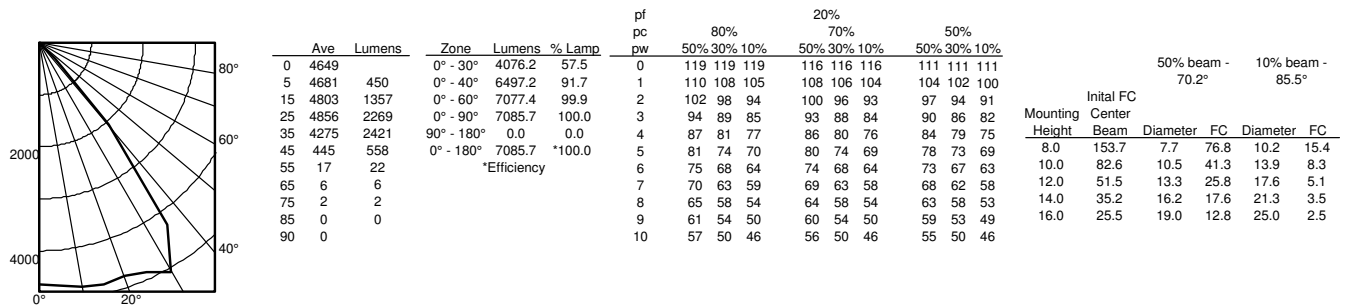 80°
60°
40°
2000
4000
0°
20°
Ave Lumens
0 4649
5 4681 450
15 4803 1357
25 4856 2269
35 4275 2421
45 445 558
55 17 22
65 6 6
75 2 2
85 0 0
90 0
Zone Lumens % Lamp
0° - 30° 4076.2 57.5
0° - 40° 6497.2 91.7
0° - 60° 7077.4 99.9
0° - 90° 7085.7 100.0
90° - 180° 0.0 0.0
0° - 180° 7085.7 *100.0
*Efficiency
pf 20%
pc 80% 70% 50%
pw 50% 30% 10% 50% 30% 10% 50% 30% 10%
0 119 119 119 116 116 116 111 111 111
1 110 108 105 108 106 104 104 102 100
2 102 98 94 100 96 93 97 94 91
3 94 89 85 93 88 84 90 86 82
4 87 81 77 86 80 76 84 79 75
5 81 74 70 80 74 69 78 73 69
6 75 68 64 74 68 64 73 67 63
7 70 63 59 69 63 58 68 62 58
8 65 58 54 64 58 54 63 58 53
9 61 54 50 60 54 50 59 53 49
10 57 50 46 56 50 46 55 50 46
50% beam - 10% beam -
70.2° 85.5°
Inital FC
Mounting Center
Height Beam Diameter FC Diameter FC
8.0 153.7 7.7 76.8 10.2 15.4
10.0 82.6 10.5 41.3 13.9 8.3
12.0 51.5 13.3 25.8 17.6 5.1
14.0 35.2 16.2 17.6 21.3 3.5
16.0 25.5 19.0 12.8 25.0 2.5